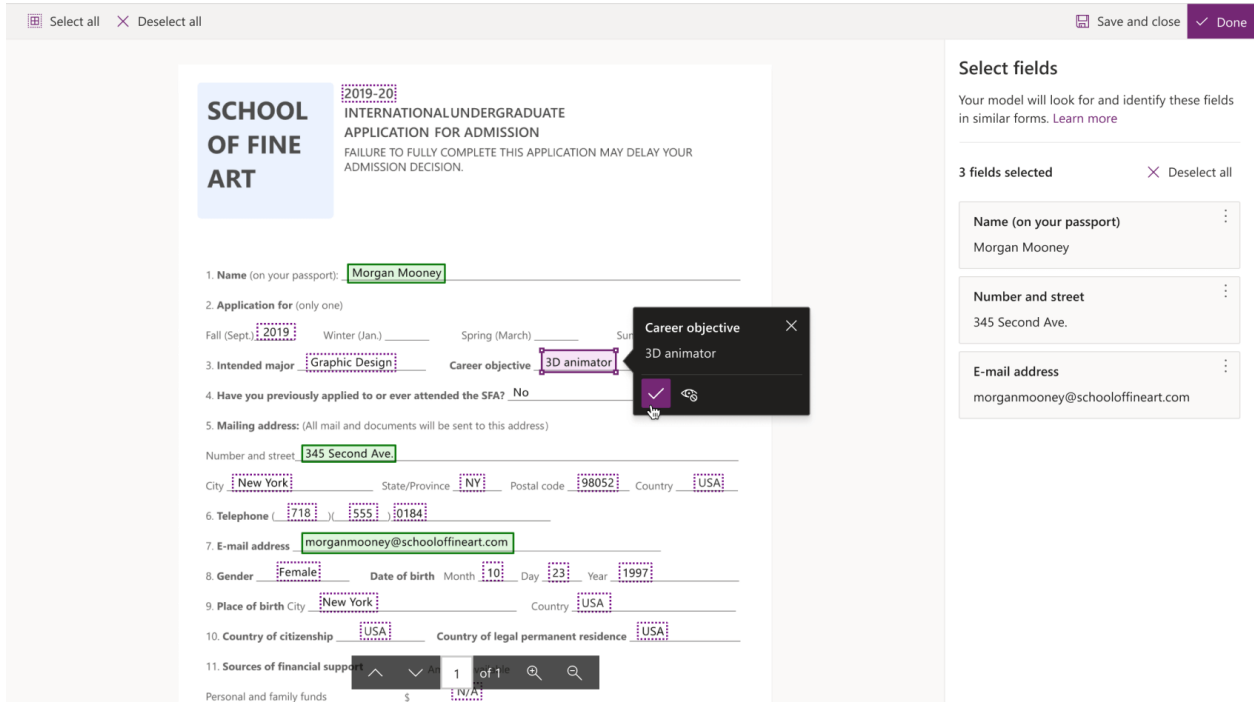 Select all Deselect all Save and close Done
SCHOOL
OF FINE
ART
2019-20
INTERNATIONALUNDERGRADUATE
APPLICATION FOR ADMISSION
FAILURE TO FULLY COMPLETE THIS APPLICATION MAY DELAY YOUR
ADMISSION DECISION.
1. Name (on your passport): Morgan Mooney
2. Application for (only one)
Fall (Sept.) 2019 Winter (Jan.) Spring (March)
3. Intended major Graphic Design Career objective 3D animator
4. Have you previously applied to or ever attended the SFA? No
5. Mailing address: (All mail and documents will be sent to this address)
Number and street 345 Second Ave.
City New York State/Province NY Postal code 98052 Country USA
6. Telephone ( 718 )( 555 ) 0184
7. E-mail address morganmooney@schooloffineart.com
8. Gender Female Date of birth Month 10 Day 23 Year 1997
9. Place of birth City New York Country USA
10. Country of citizenship USA Country of legal permanent residence USA
11. Sources of financial support
Personal and family funds $ N/A
1 of 1
Career objective
3D animator
Select fields
Your model will look for and identify these fields
in similar forms. Learn more
3 fields selected Deselect all
Name (on your passport)
Morgan Mooney
Number and street
345 Second Ave.
E-mail address
morganmooney@schooloffineart.com